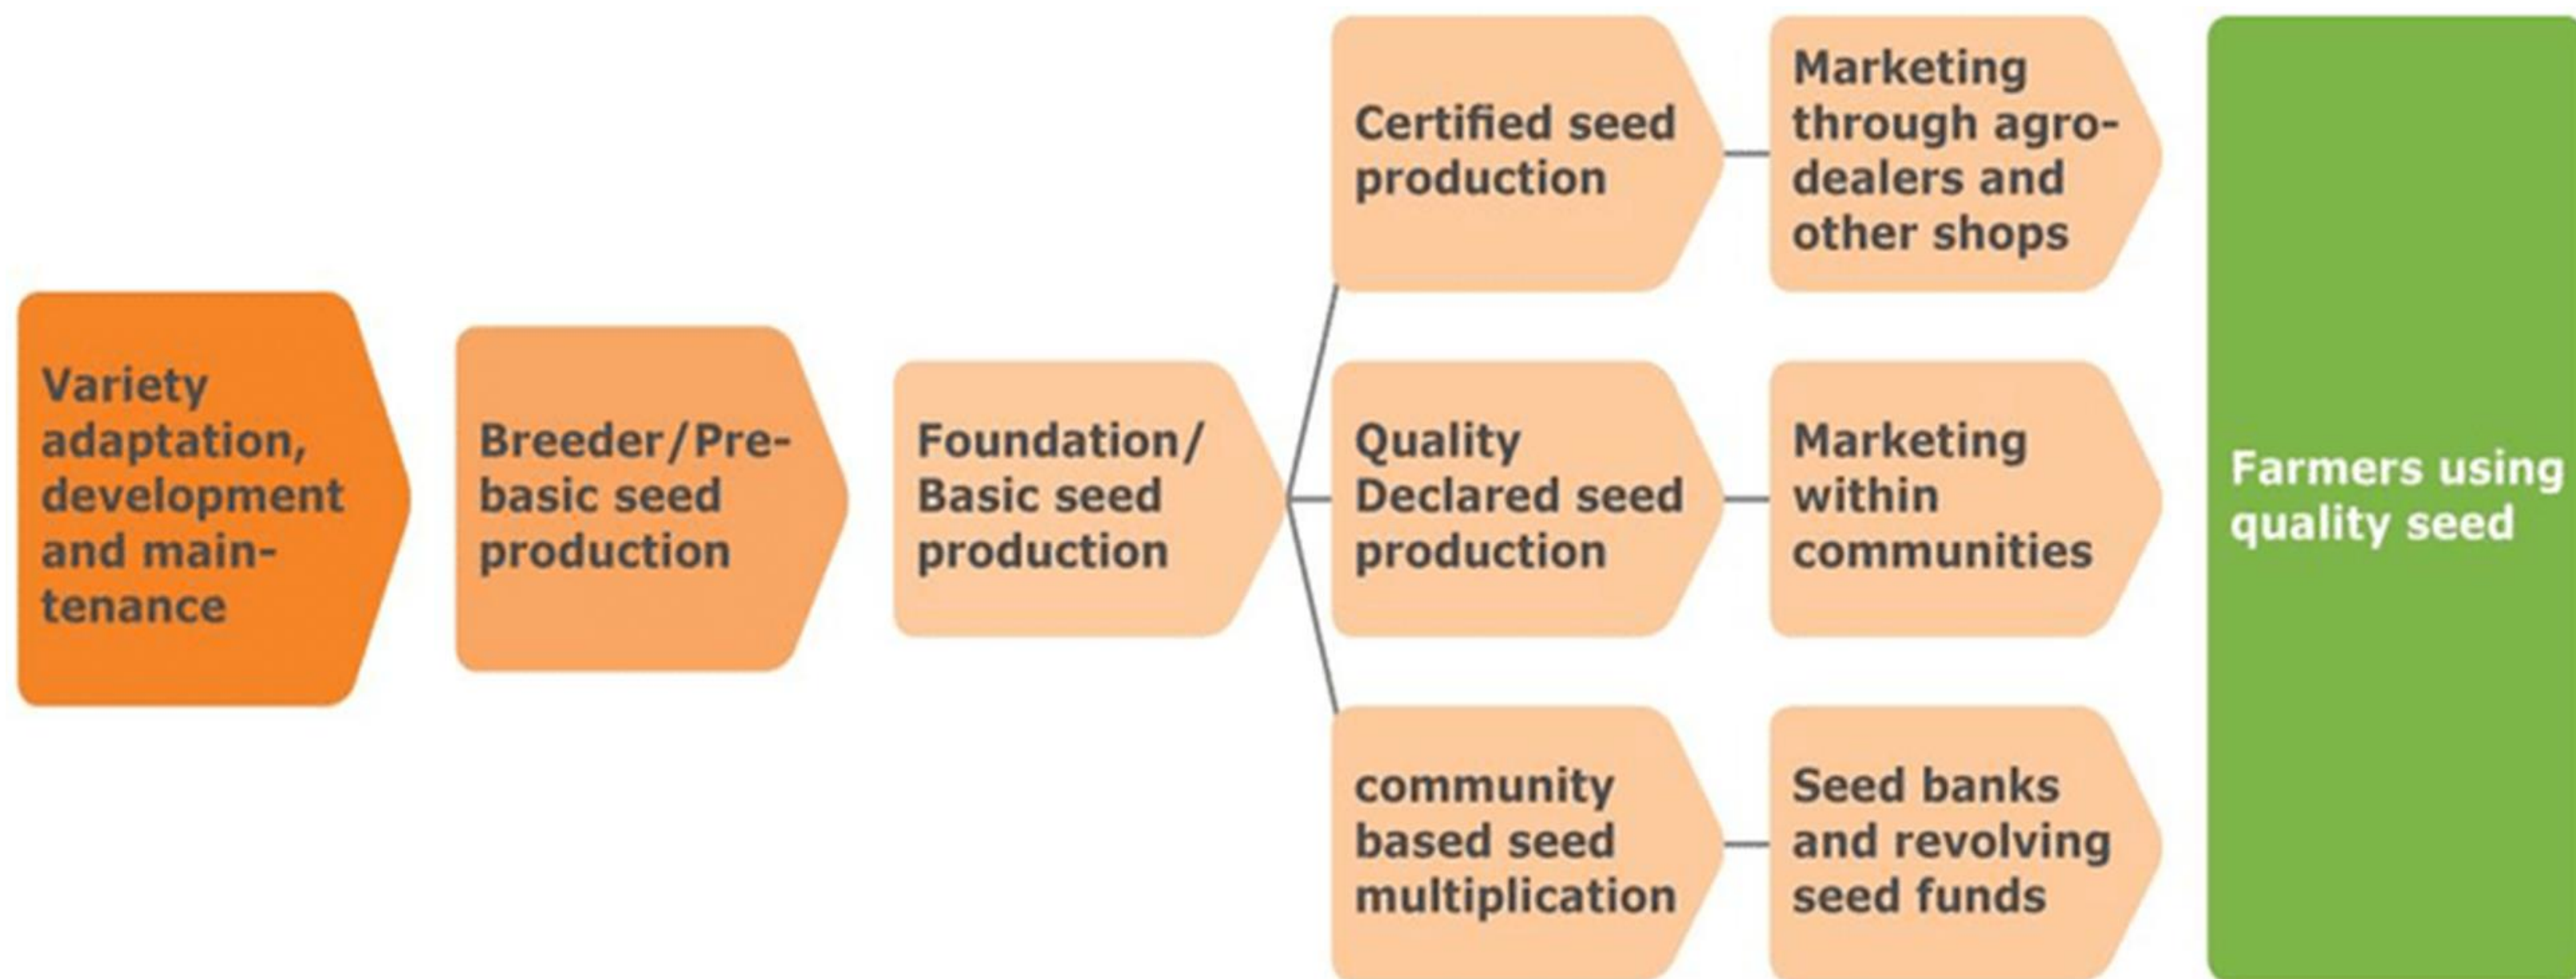 Variety
adaptation,
development
and main-
tenance
Breeder/Pre-
basic seed
production
Foundation/
Basic seed
production
Certified seed
production
Marketing
through agro-
dealers and
other shops
Quality
Declared seed
production
Marketing
within
communities
community
based seed
multiplication
Seed banks
and revolving
seed funds
Farmers using
quality seed